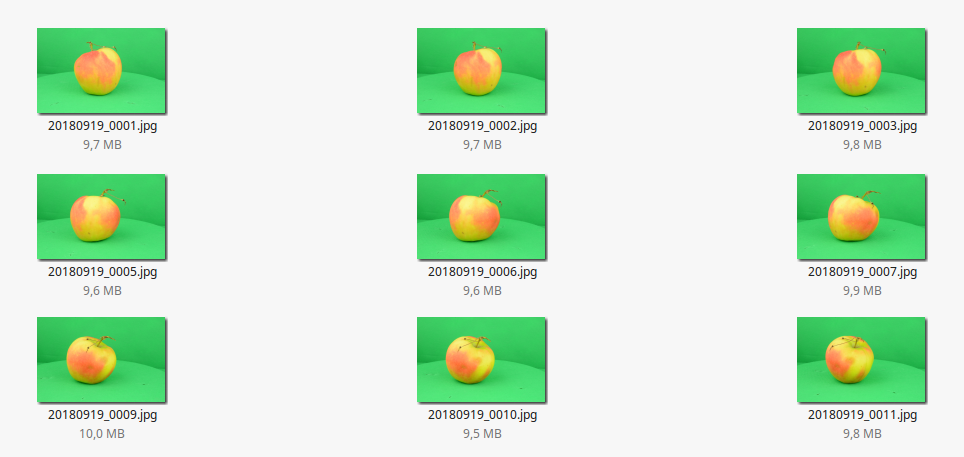 20180919_0001.jpg
9,7 MB
20180919_0002.jpg
9,7 MB
20180919_0003.jpg
9,8 MB
20180919_0005.jpg
9,6 MB
20180919_0006.jpg
9,6 MB
20180919_0007.jpg
9,9 MB
20180919_0009.jpg
10,0 MB
20180919_0010.jpg
9,5 MB
20180919_0011.jpg
9,8 MB